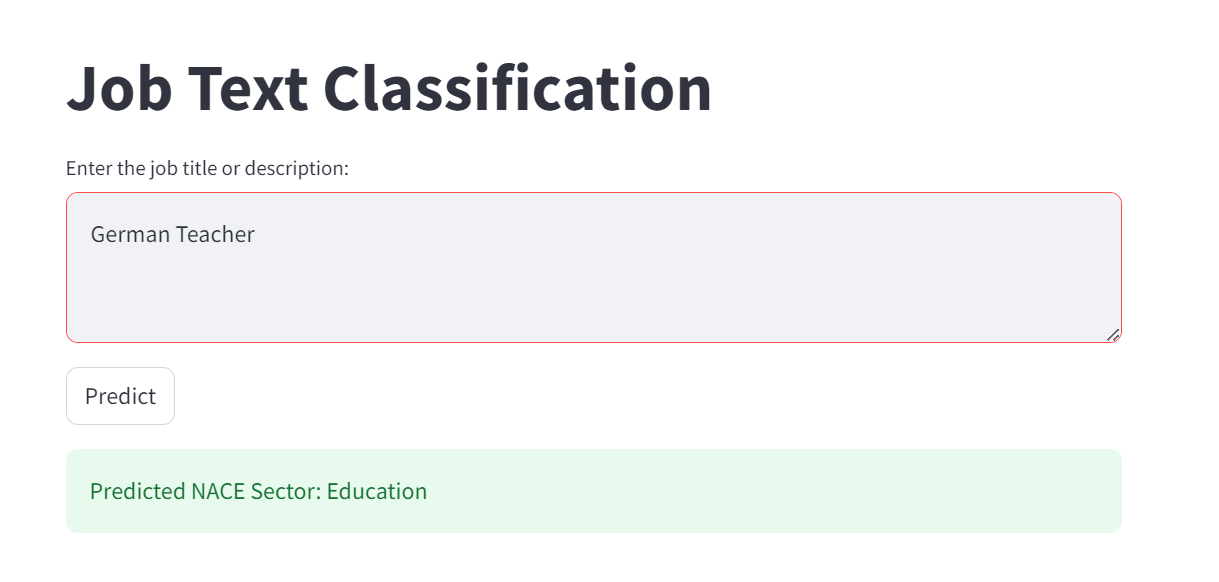 Job Text Classification
Enter the job title or description:
German Teacher
Predict
Predicted NACE Sector: Education